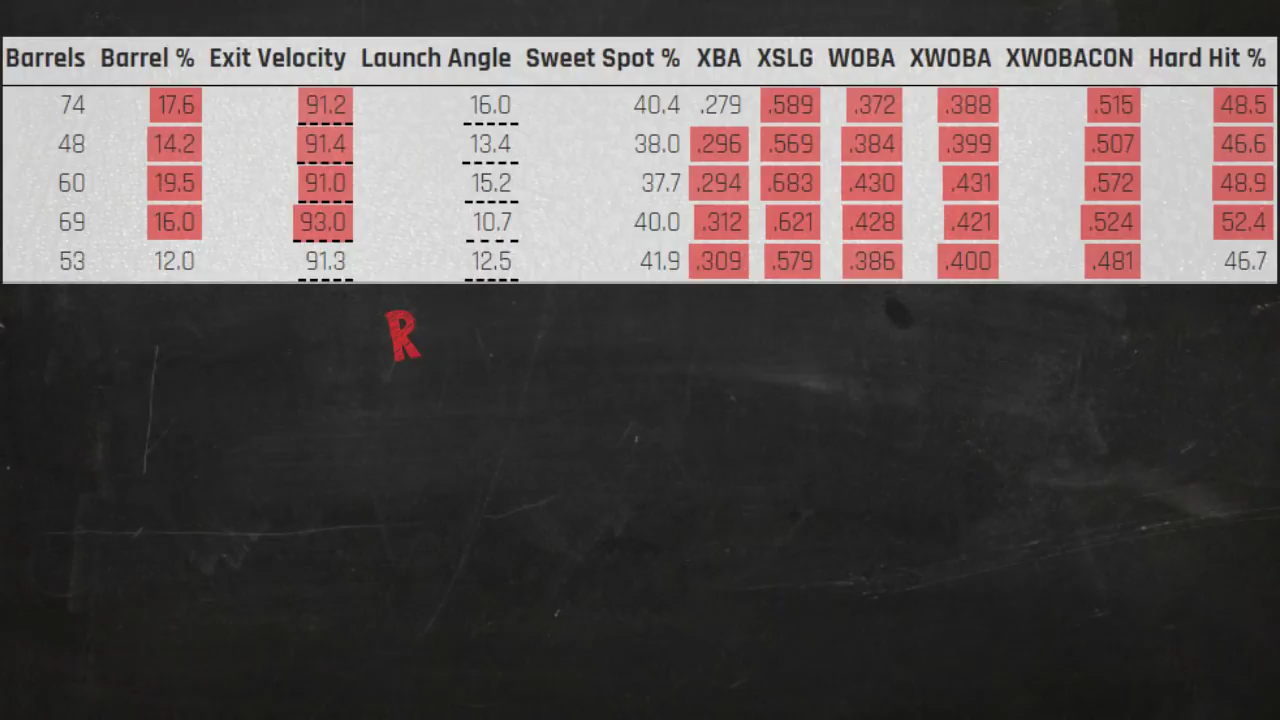 Barrels Barrel % Exit Velocity Launch Angle Sweet Spot % XBA XSLG WOBA XWOBA XWOBACON Hard Hit %
74 17.6 91.2 16.0 40.4 .279 .589 .372 .388 .515 48.5
48 14.2 91.4 13.4 38.0 .296 .569 .384 .399 .507 46.6
60 19.5 91.0 15.2 37.7 .294 .683 .430 .431 .572 48.9
69 16.0 93.0 10.7 40.0 .312 .621 .428 .421 .524 52.4
53 12.0 91.3 12.5 41.9 .309 .579 .386 .400 .481 46.7
R